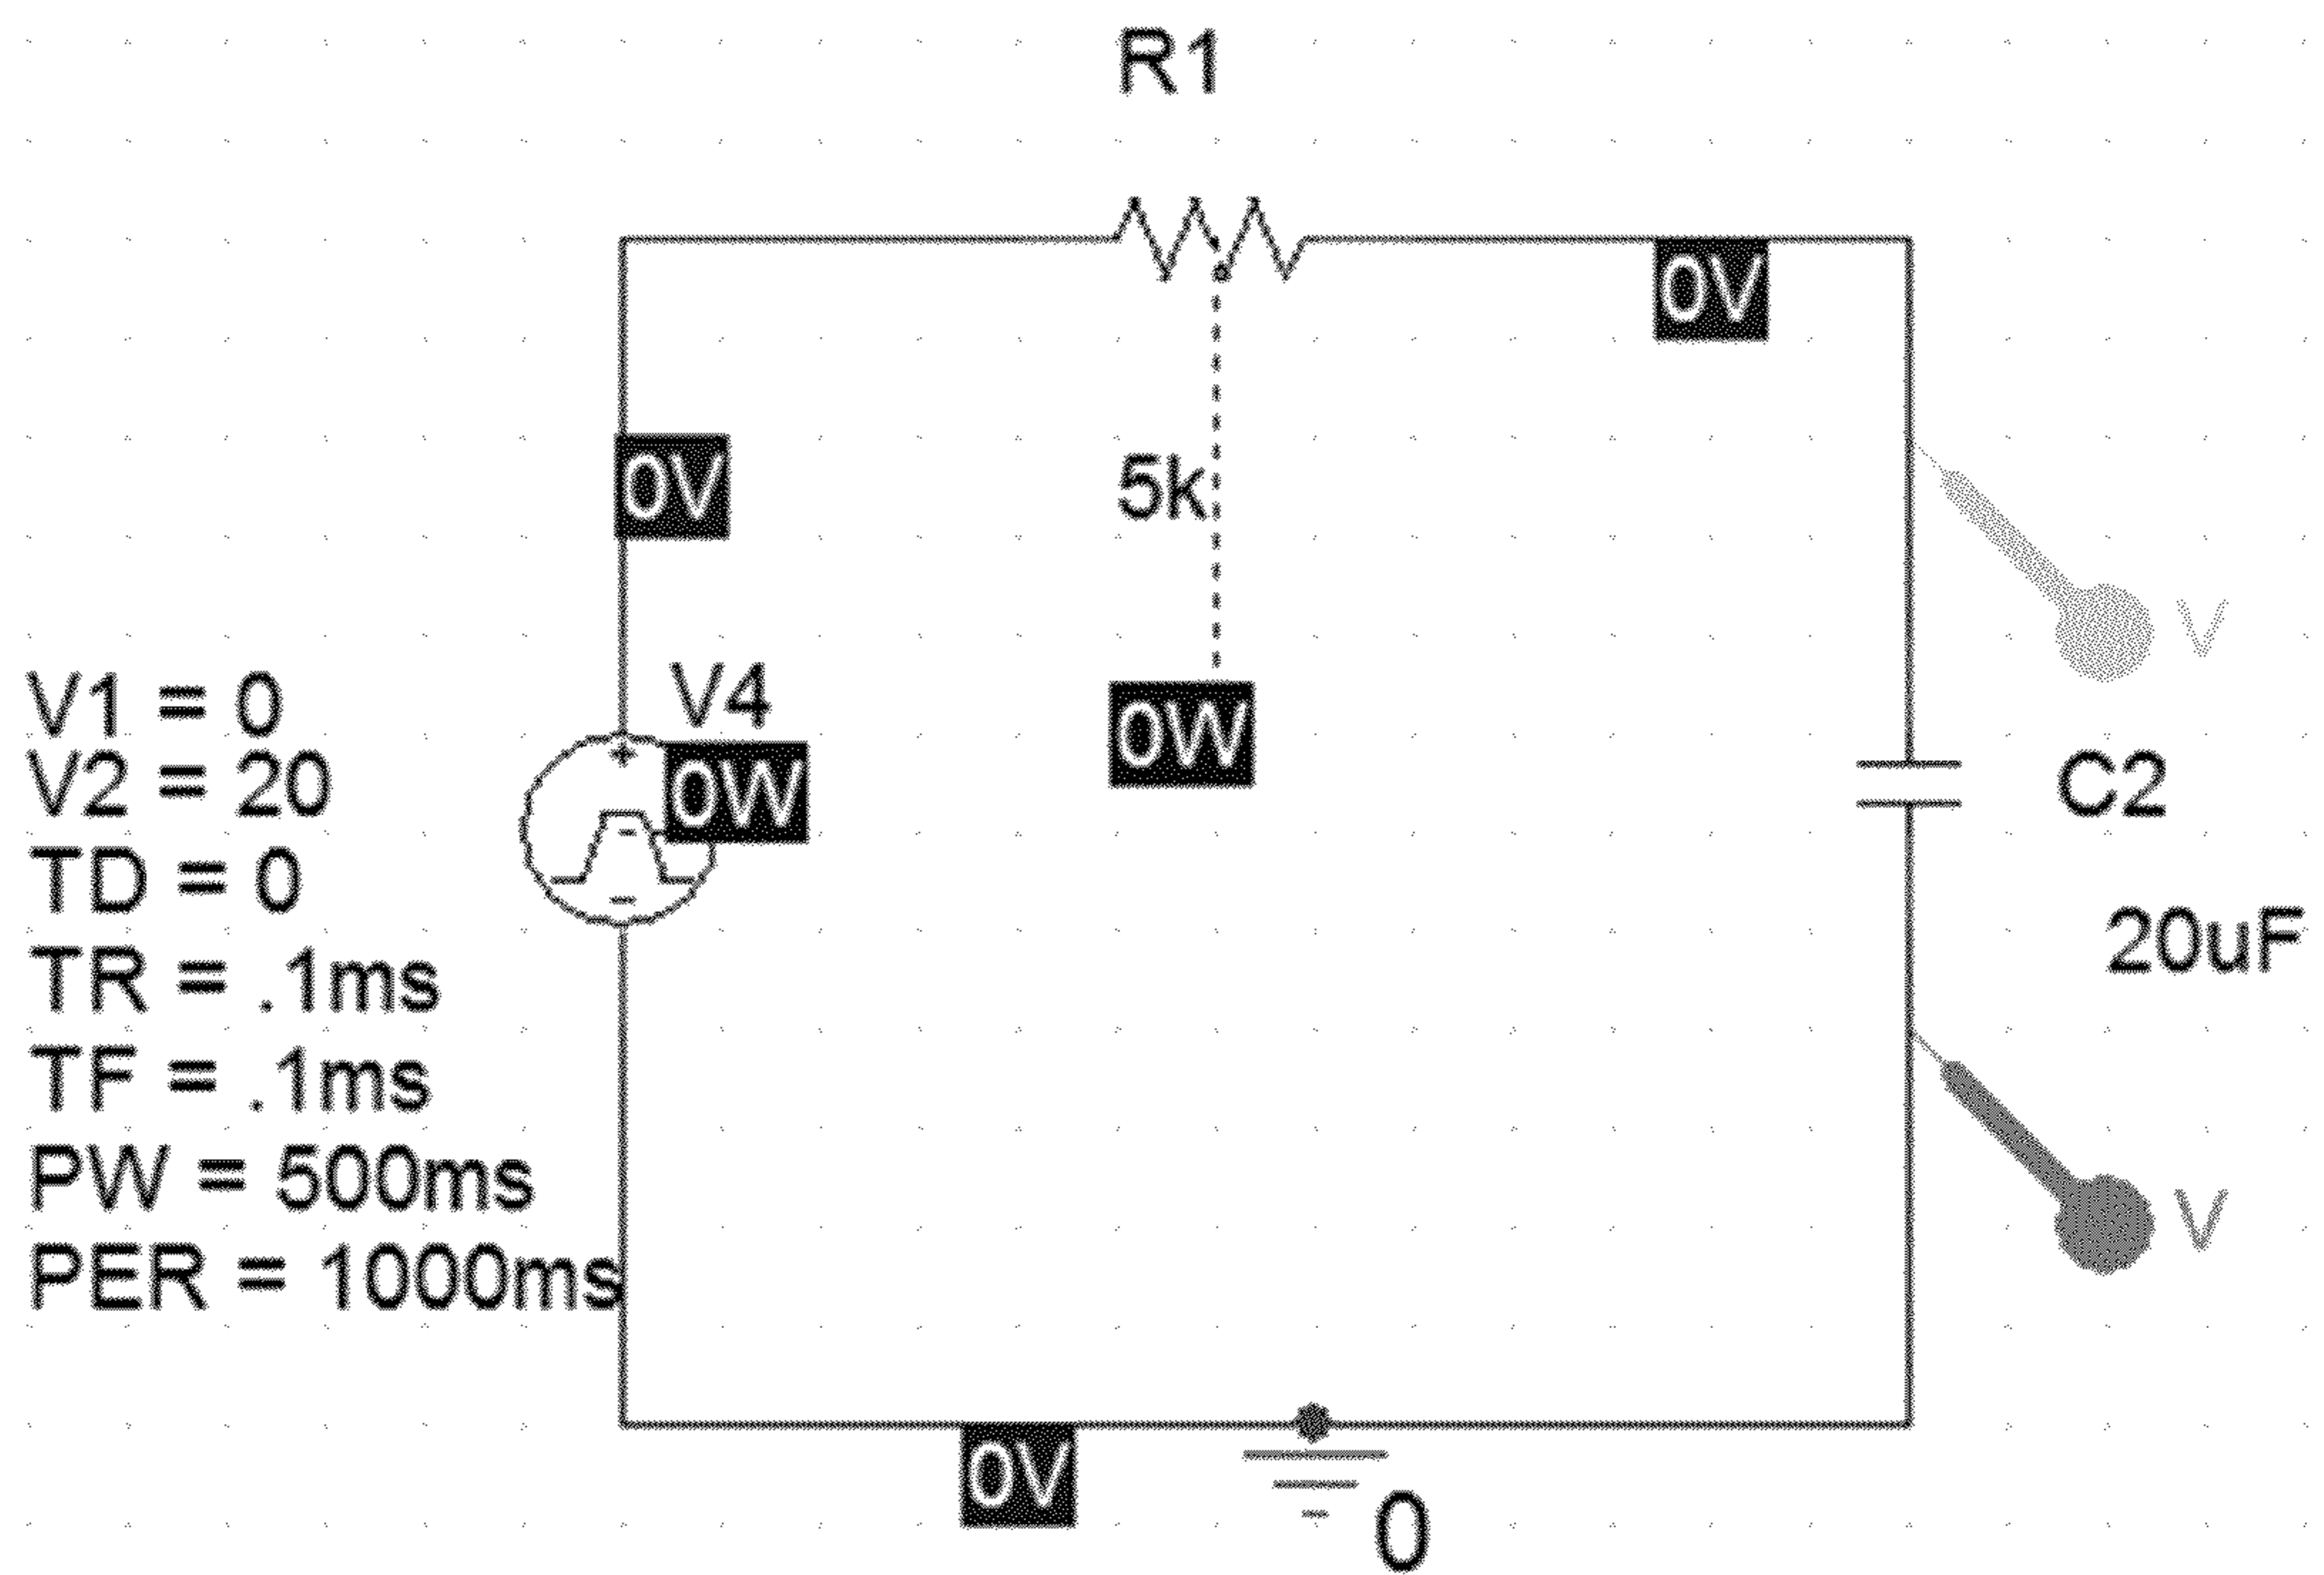 R1
0V
0V
5k
V4
V1 = 0
V2 = 20
0W
0W
TD = 0
TR = .1ms
TF = .1ms
PW = 500ms
PER = 1000ms
V
C2
20uF
V
0V
0